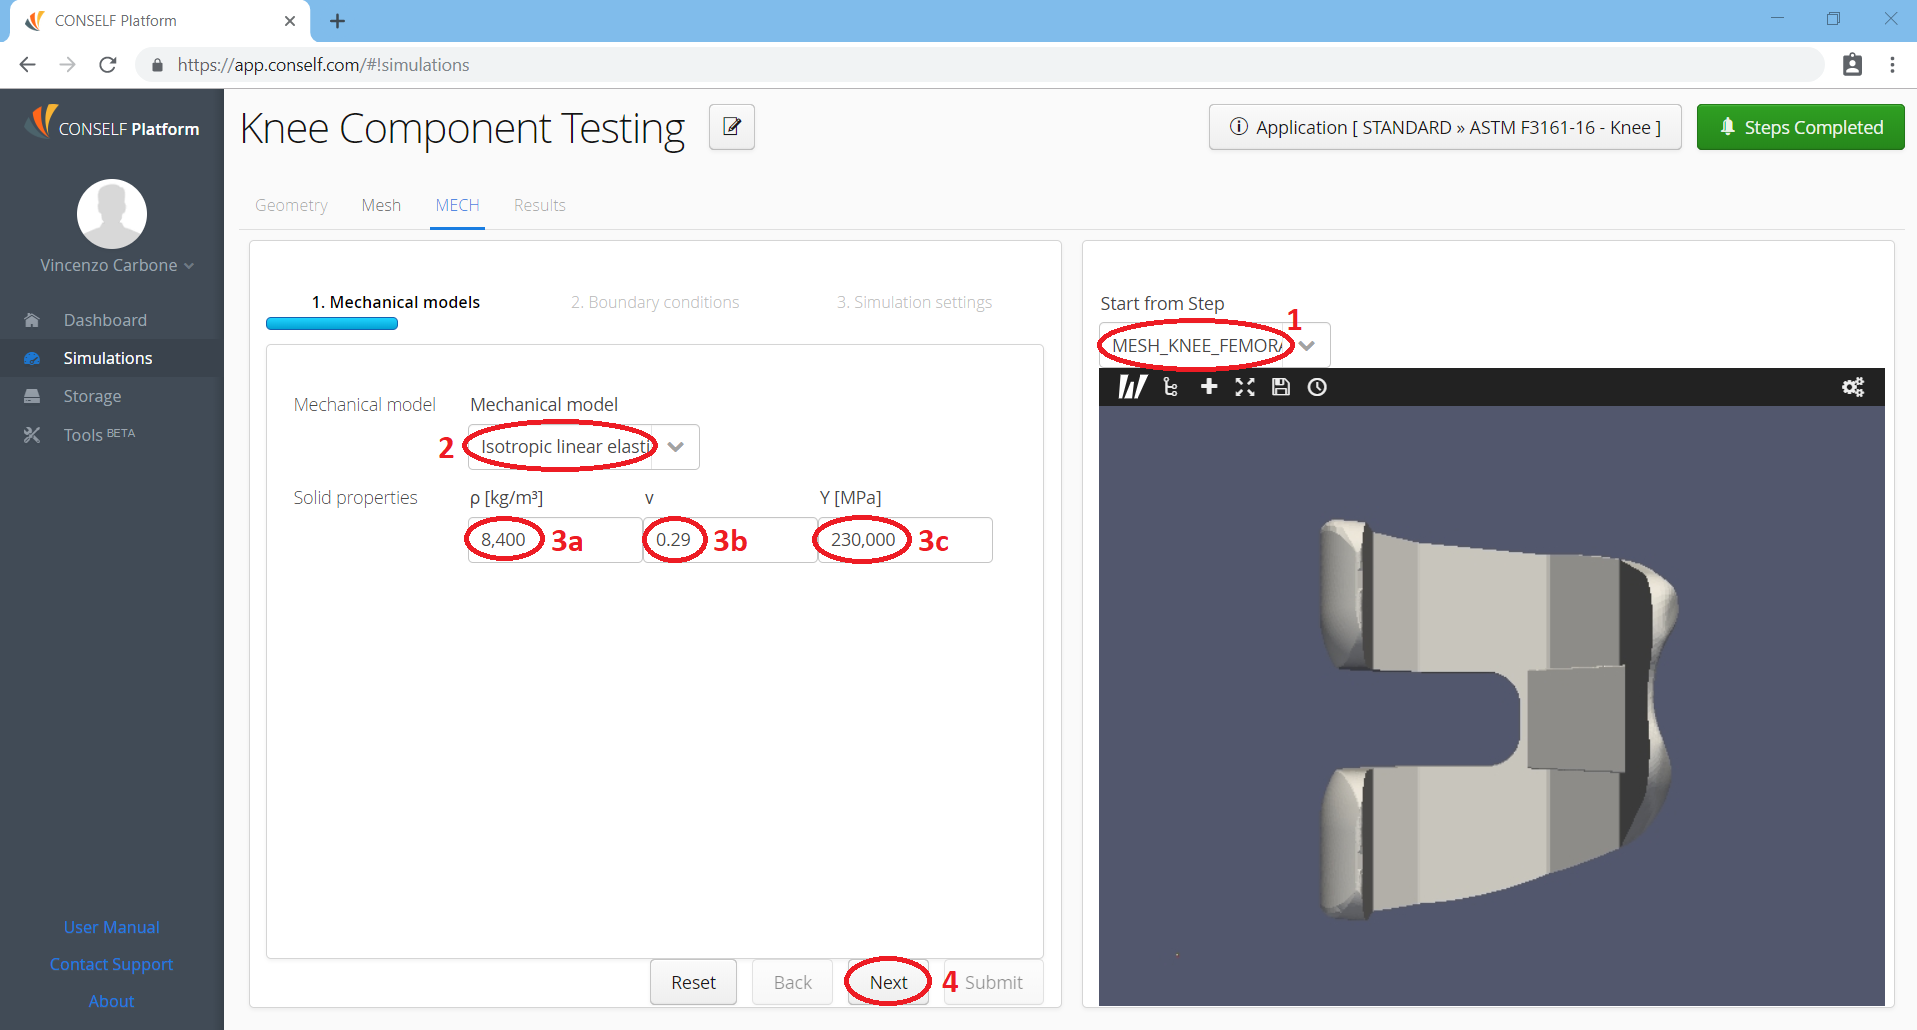 CONSELF Platform
https://app.conself.com/#!simulations
CONSELF Platform
Knee Component Testing
Application [ STANDARD » ASTM F3161-16 - Knee ]
Steps Completed
Vincenzo Carbone
Dashboard
Simulations
Storage
Tools BETA
User Manual
Contact Support
About
Geometry Mesh MECH Results
1. Mechanical models 2. Boundary conditions 3. Simulation settings
Mechanical model Mechanical model
2 Isotropic linear elasti
Solid properties ρ [kg/m³] ν Y [MPa]
8,400 3a 0.29 3b 230,000 3c
Reset Back Next 4 Submit
Start from Step
MESH_KNEE_FEMORA 1